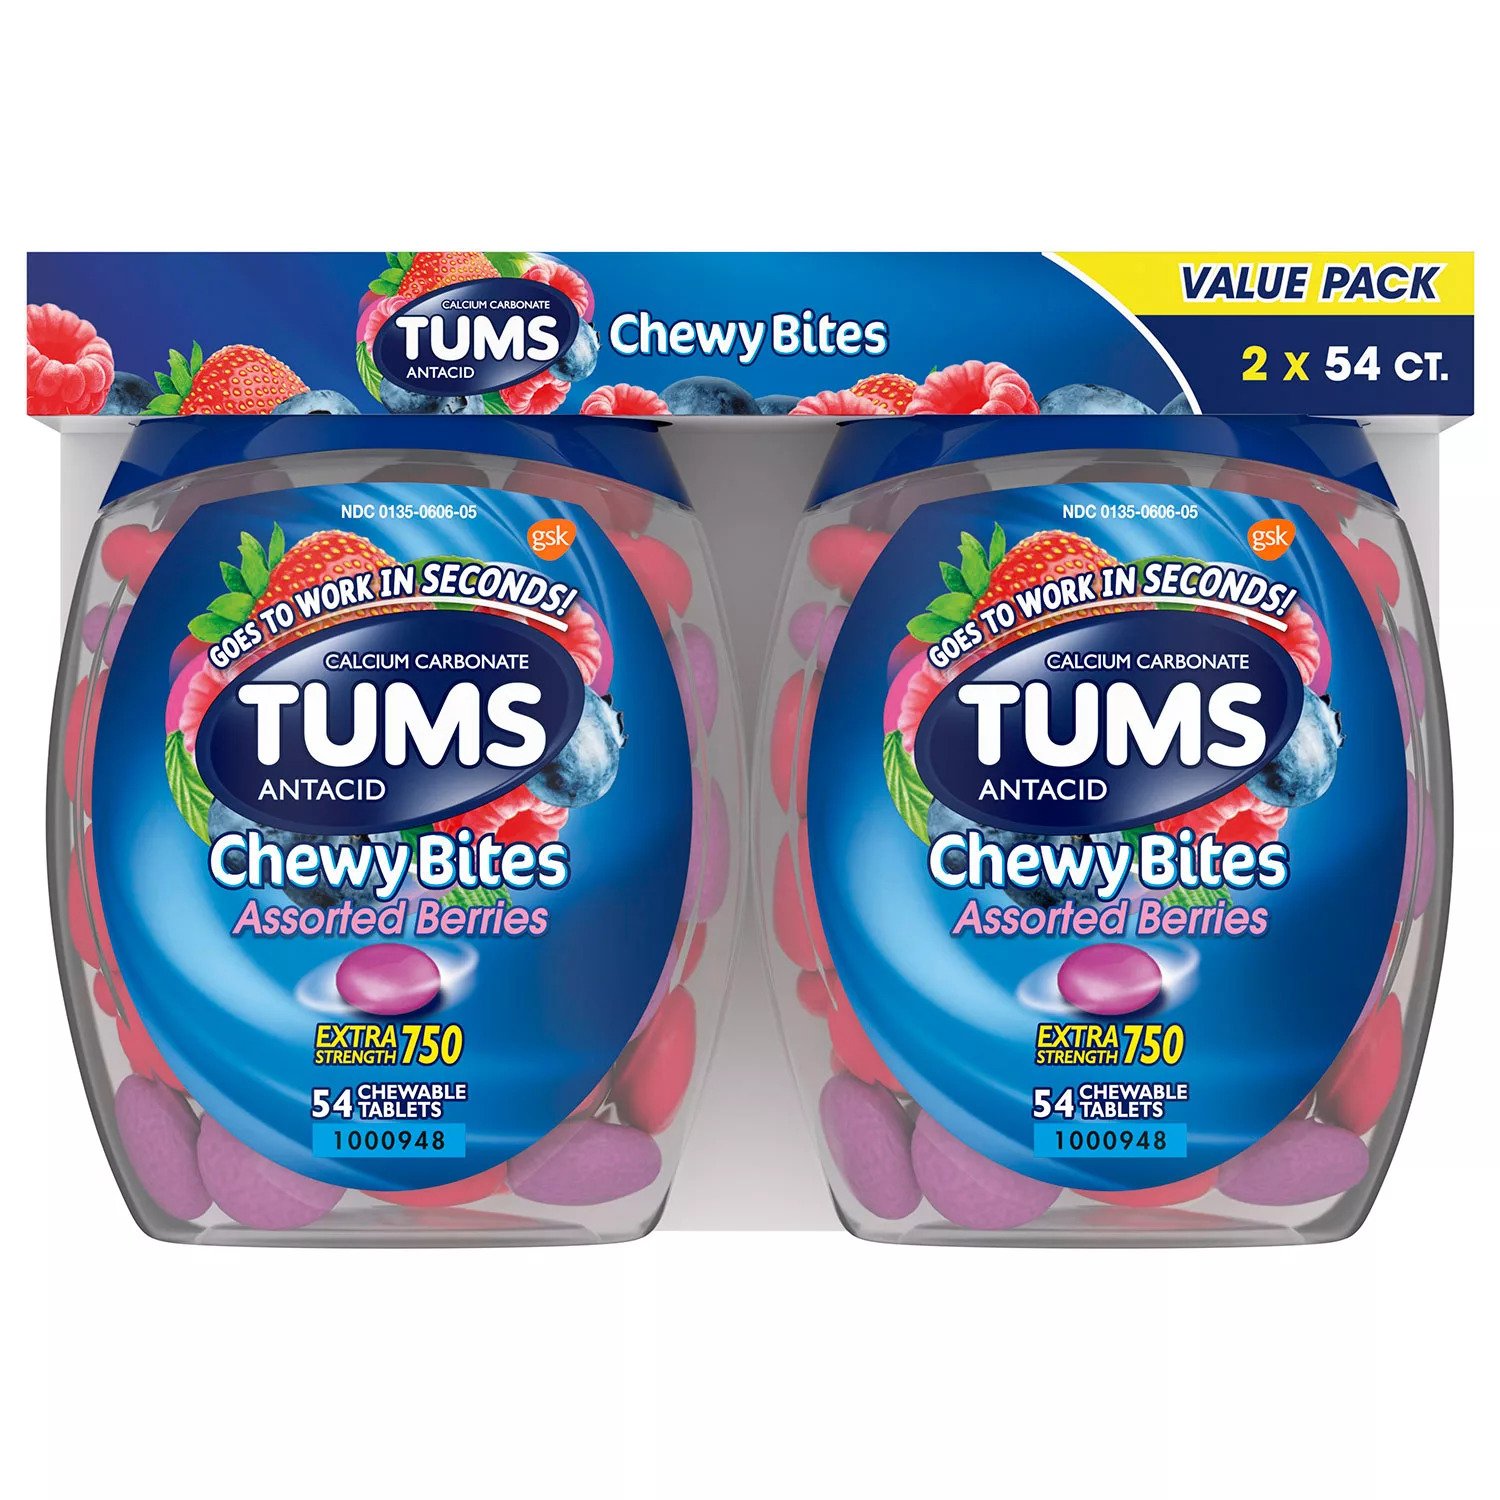 CALCIUM CARBONATE
TUMS
ANTACID
Chewy Bites
VALUE PACK
2 x 54 CT.
NDC 0135-0606-05
gsk
GOES TO WORK IN SECONDS!
CALCIUM CARBONATE
TUMS
ANTACID
Chewy Bites
Assorted Berries
EXTRA STRENGTH 750
54 CHEWABLE TABLETS
1000948
NDC 0135-0606-05
gsk
GOES TO WORK IN SECONDS!
CALCIUM CARBONATE
TUMS
ANTACID
Chewy Bites
Assorted Berries
EXTRA STRENGTH 750
54 CHEWABLE TABLETS
1000948